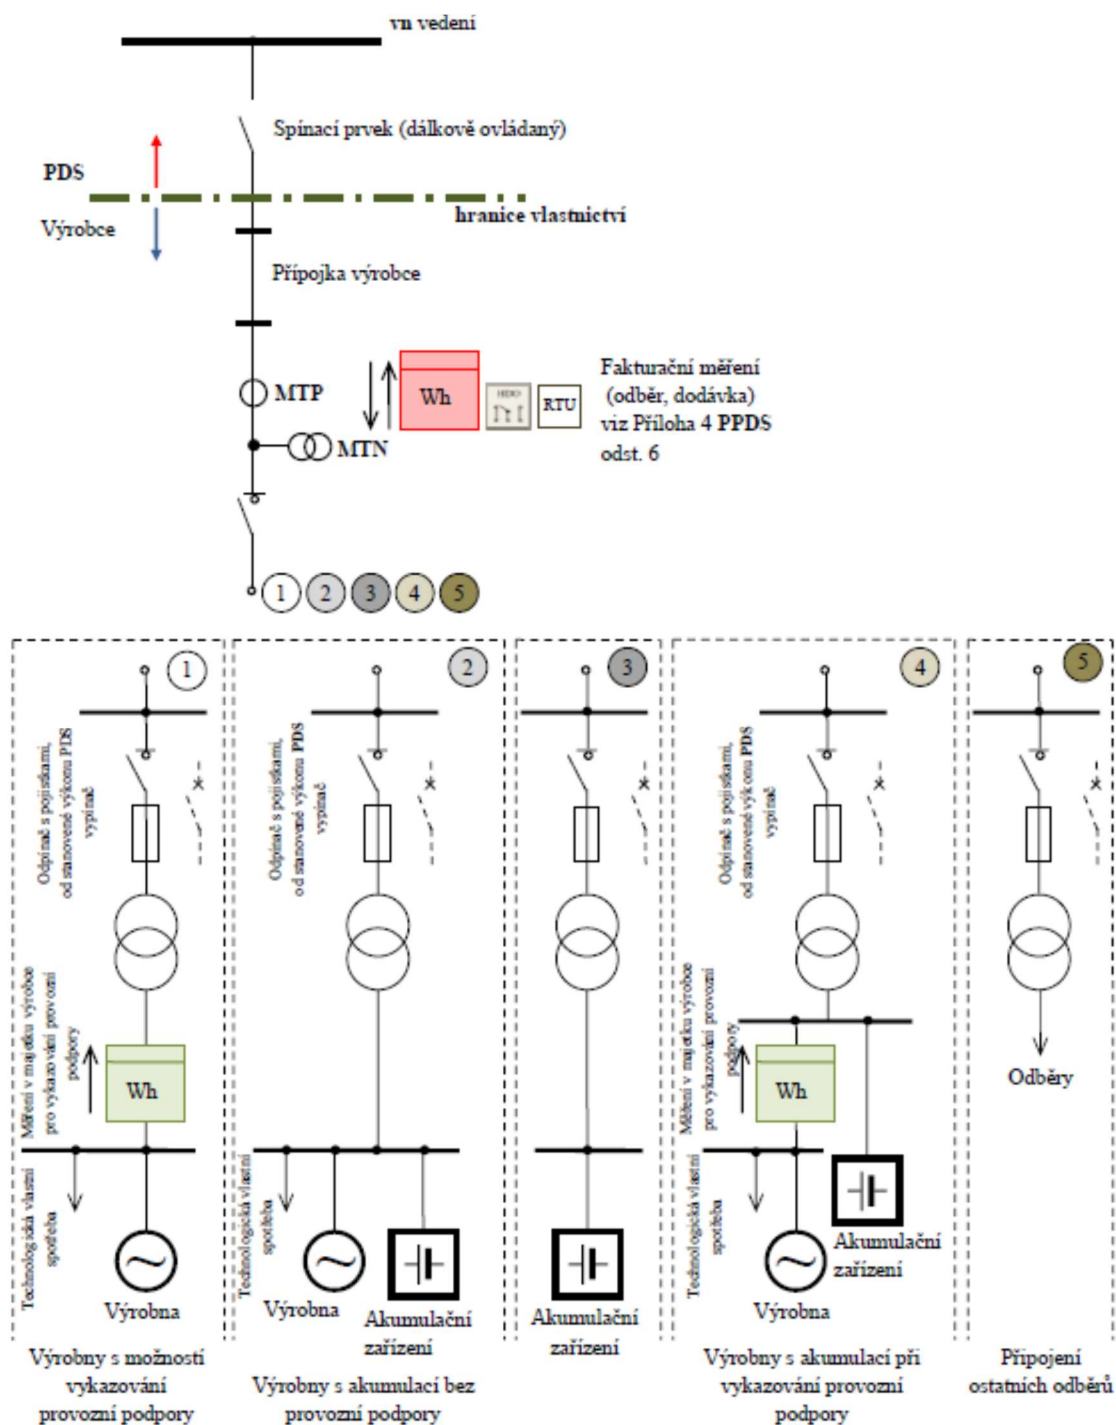 vn vedení
Spínací prvek (dálkově ovládaný)
PDS
hranice vlastnictví
Výrobce
Přípojka výrobce
MTP
MTN
Wh
HDO
RTU
Fakturační měření
(odběr, dodávka)
viz Příloha 4 PPDS
odst. 6
1 2 3 4 5
1
Odpínač s pojistkami,
od stanovené výkonu PDS
vypínač
Měření v majetku výrobce
pro vykazování provozní
podpory
Wh
Technologická vlastní
spotřeba
Výrobna
Výrobny s možností
vykazování
provozní podpory
2
Odpínač s pojistkami,
od stanovené výkonu PDS
vypínač
Technologická vlastní
spotřeba
Výrobna
Akumulační
zařízení
Výrobny s akumulací bez
provozní podpory
3
Akumulační
zařízení
4
Odpínač s pojistkami,
od stanovené výkonu PDS
vypínač
Měření v majetku výrobce
pro vykazování provozní
podpory
Wh
Technologická vlastní
spotřeba
Výrobna
Akumulační
zařízení
Výrobny s akumulací při
vykazování provozní
podpory
5
Odběry
Připojení
ostatních odběrů